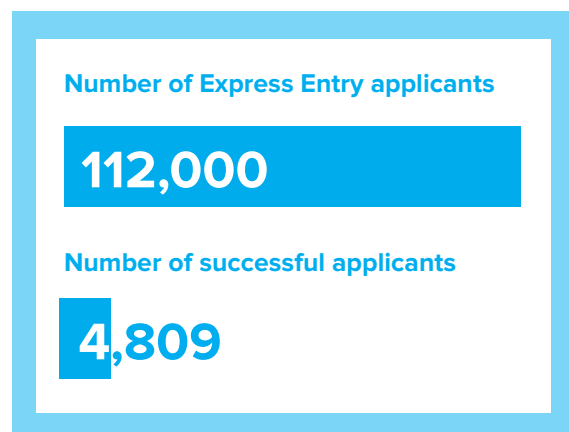 Number of Express Entry applicants
112,000
Number of successful applicants
4,809